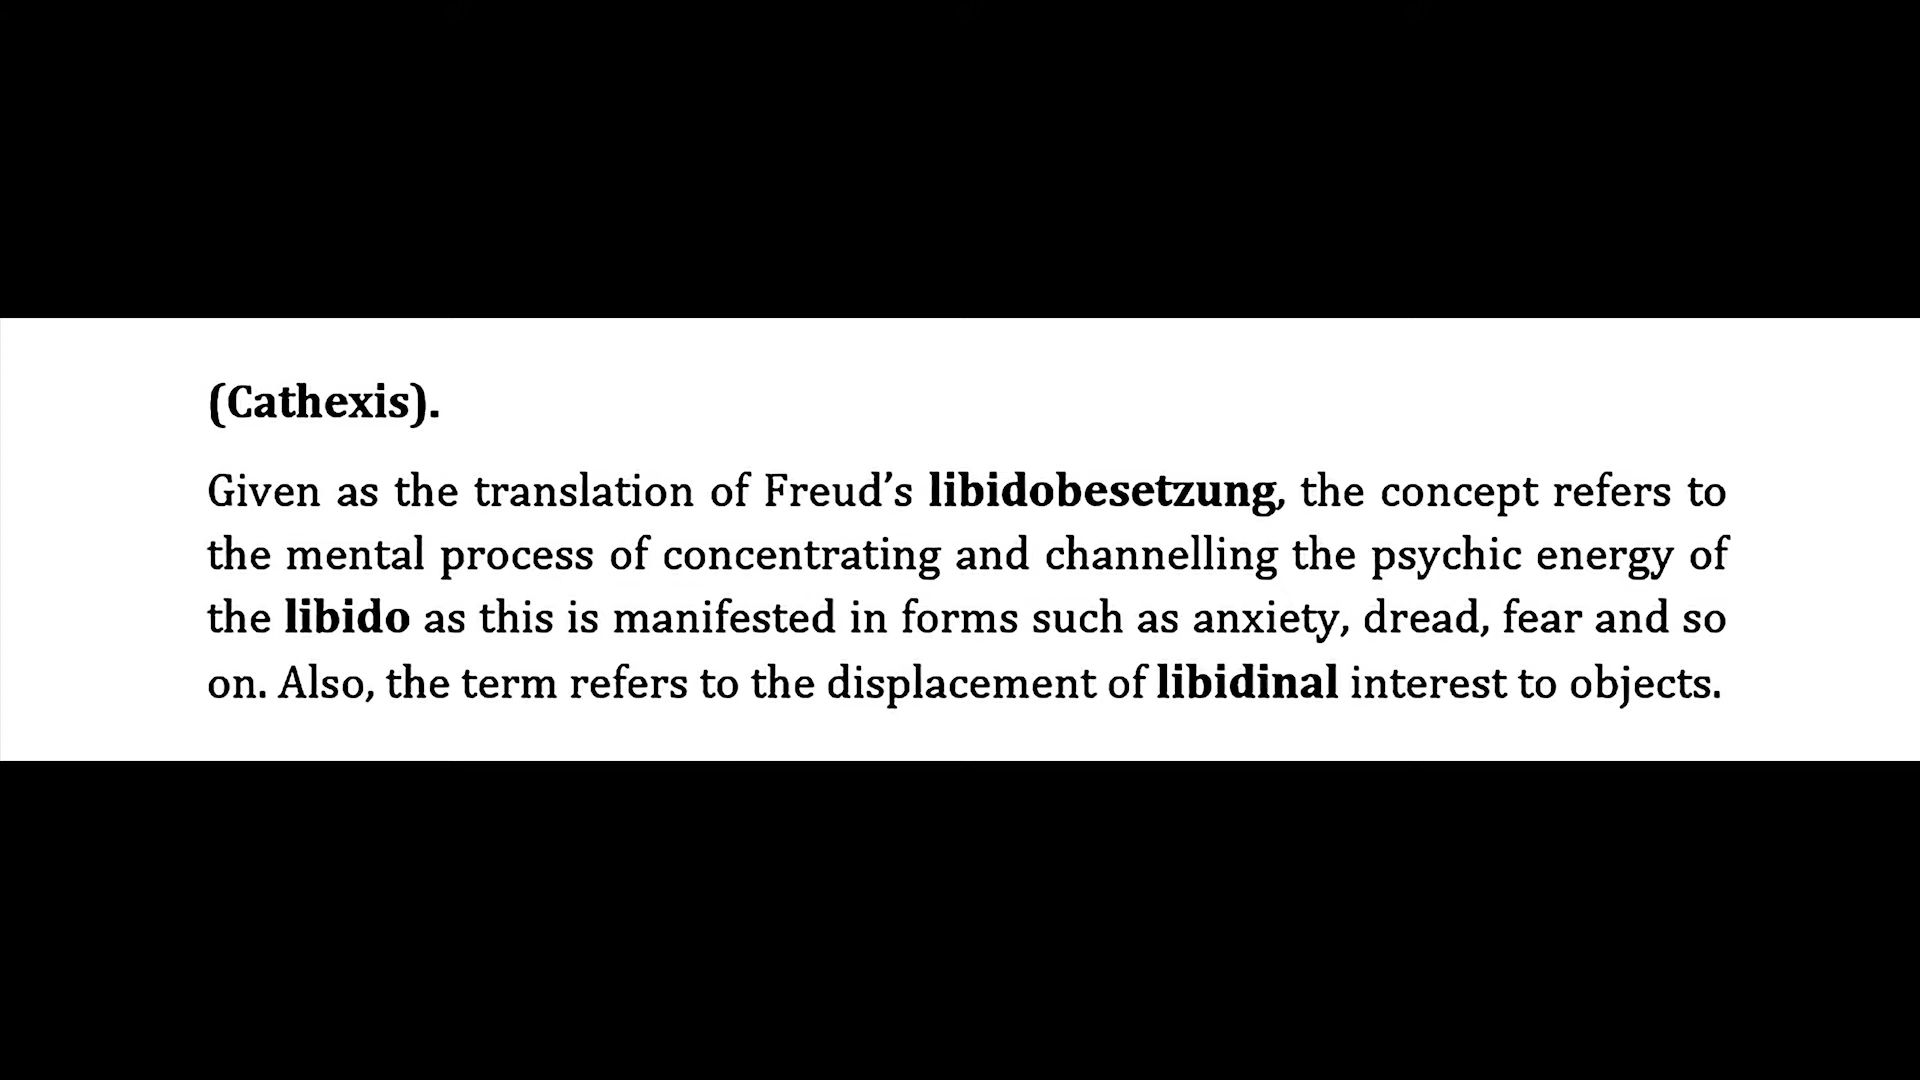 (Cathexis).
Given as the translation of Freud’s libidobesetzung, the concept refers to
the mental process of concentrating and channelling the psychic energy of
the libido as this is manifested in forms such as anxiety, dread, fear and so
on. Also, the term refers to the displacement of libidinal interest to objects.